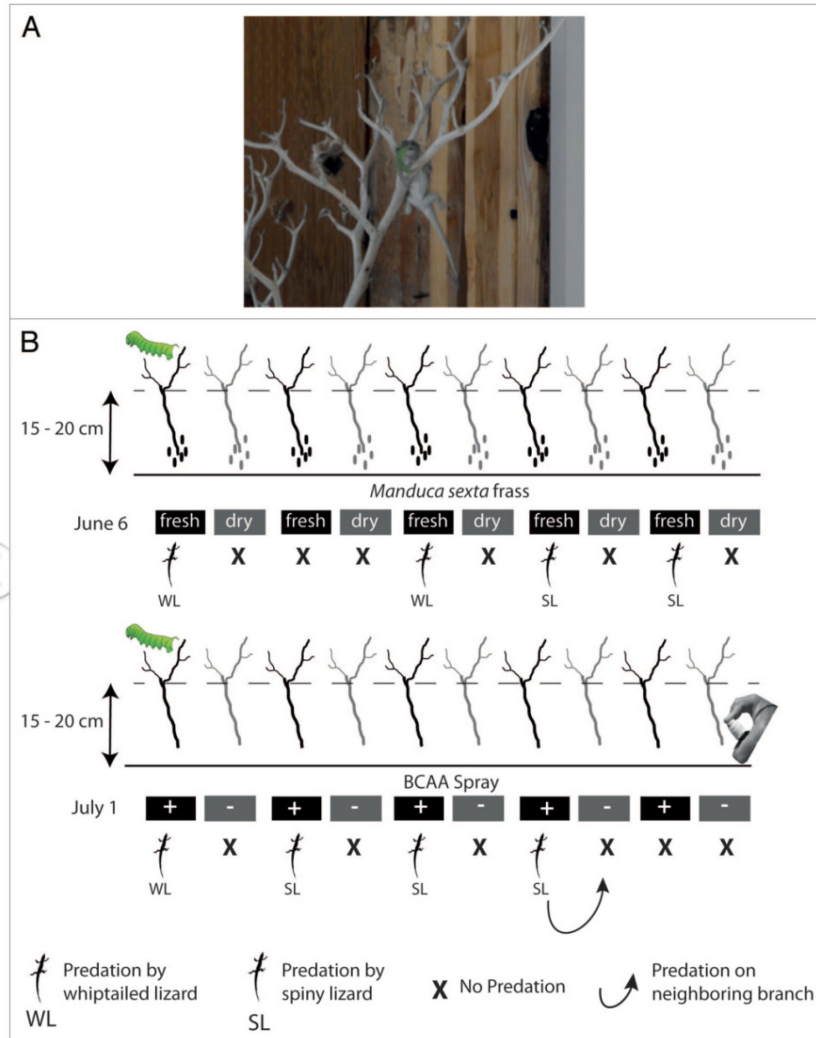 A
B
15 - 20 cm
Manduca sexta frass
June 6 fresh dry fresh dry fresh dry fresh dry fresh dry
X X X X X X
WL WL SL SL
15 - 20 cm
BCAA Spray
July 1 + - + - + - + - + -
X X X X X X
WL SL SL SL
Predation by
whiptailed lizard
WL
Predation by
spiny lizard
SL
X No Predation
Predation on
neighboring branch